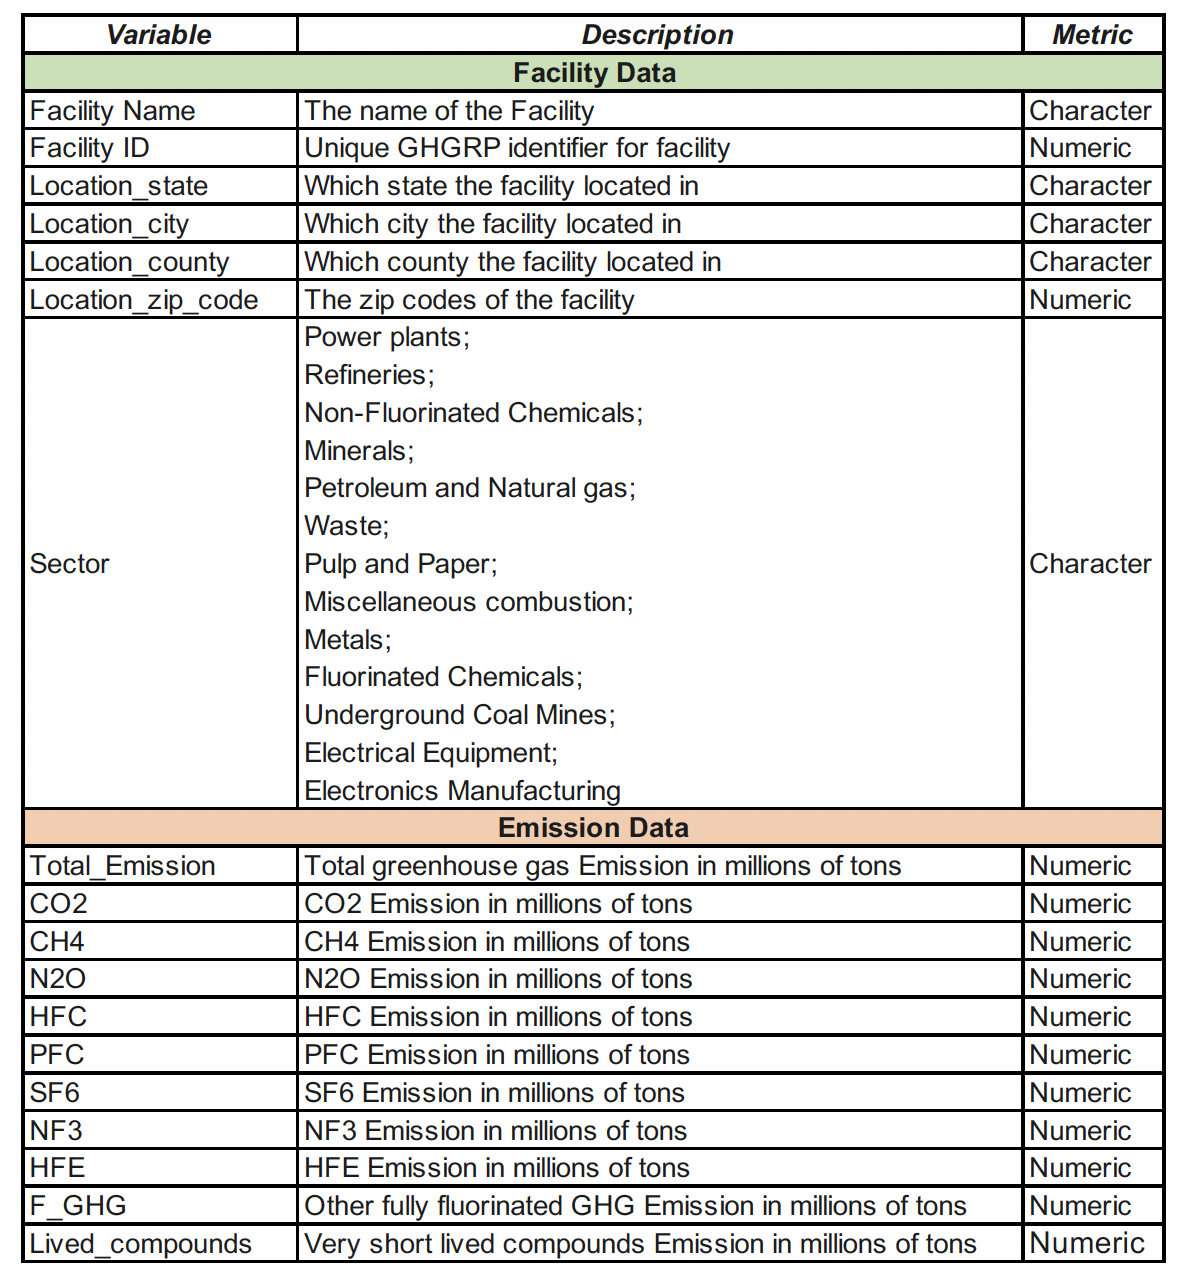 Variable Description Metric
Facility Data
Facility Name The name of the Facility Character
Facility ID Unique GHGRP identifier for facility Numeric
Location_state Which state the facility located in Character
Location_city Which city the facility located in Character
Location_county Which county the facility located in Character
Location_zip_code The zip codes of the facility Numeric
Power plants;
Refineries;
Non-Fluorinated Chemicals;
Minerals;
Petroleum and Natural gas;
Waste;
Sector Pulp and Paper; Character
Miscellaneous combustion;
Metals;
Fluorinated Chemicals;
Underground Coal Mines;
Electrical Equipment;
Electronics Manufacturing
Emission Data
Total_Emission Total greenhouse gas Emission in millions of tons Numeric
CO2 CO2 Emission in millions of tons Numeric
CH4 CH4 Emission in millions of tons Numeric
N2O N2O Emission in millions of tons Numeric
HFC HFC Emission in millions of tons Numeric
PFC PFC Emission in millions of tons Numeric
SF6 SF6 Emission in millions of tons Numeric
NF3 NF3 Emission in millions of tons Numeric
HFE HFE Emission in millions of tons Numeric
F_GHG Other fully fluorinated GHG Emission in millions of tons Numeric
Lived_compounds Very short lived compounds Emission in millions of tons Numeric